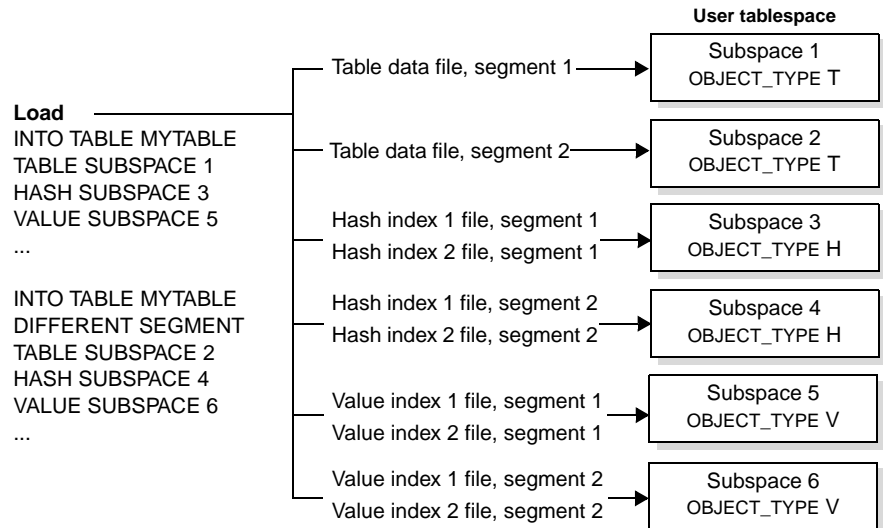 User tablespace
Load
INTO TABLE MYTABLE
TABLE SUBSPACE 1
HASH SUBSPACE 3
VALUE SUBSPACE 5
...
INTO TABLE MYTABLE
DIFFERENT SEGMENT
TABLE SUBSPACE 2
HASH SUBSPACE 4
VALUE SUBSPACE 6
...
Table data file, segment 1
Subspace 1
OBJECT_TYPE T
Table data file, segment 2
Subspace 2
OBJECT_TYPE T
Hash index 1 file, segment 1
Hash index 2 file, segment 1
Subspace 3
OBJECT_TYPE H
Hash index 1 file, segment 2
Hash index 2 file, segment 2
Subspace 4
OBJECT_TYPE H
Value index 1 file, segment 1
Value index 2 file, segment 1
Subspace 5
OBJECT_TYPE V
Value index 1 file, segment 2
Value index 2 file, segment 2
Subspace 6
OBJECT_TYPE V